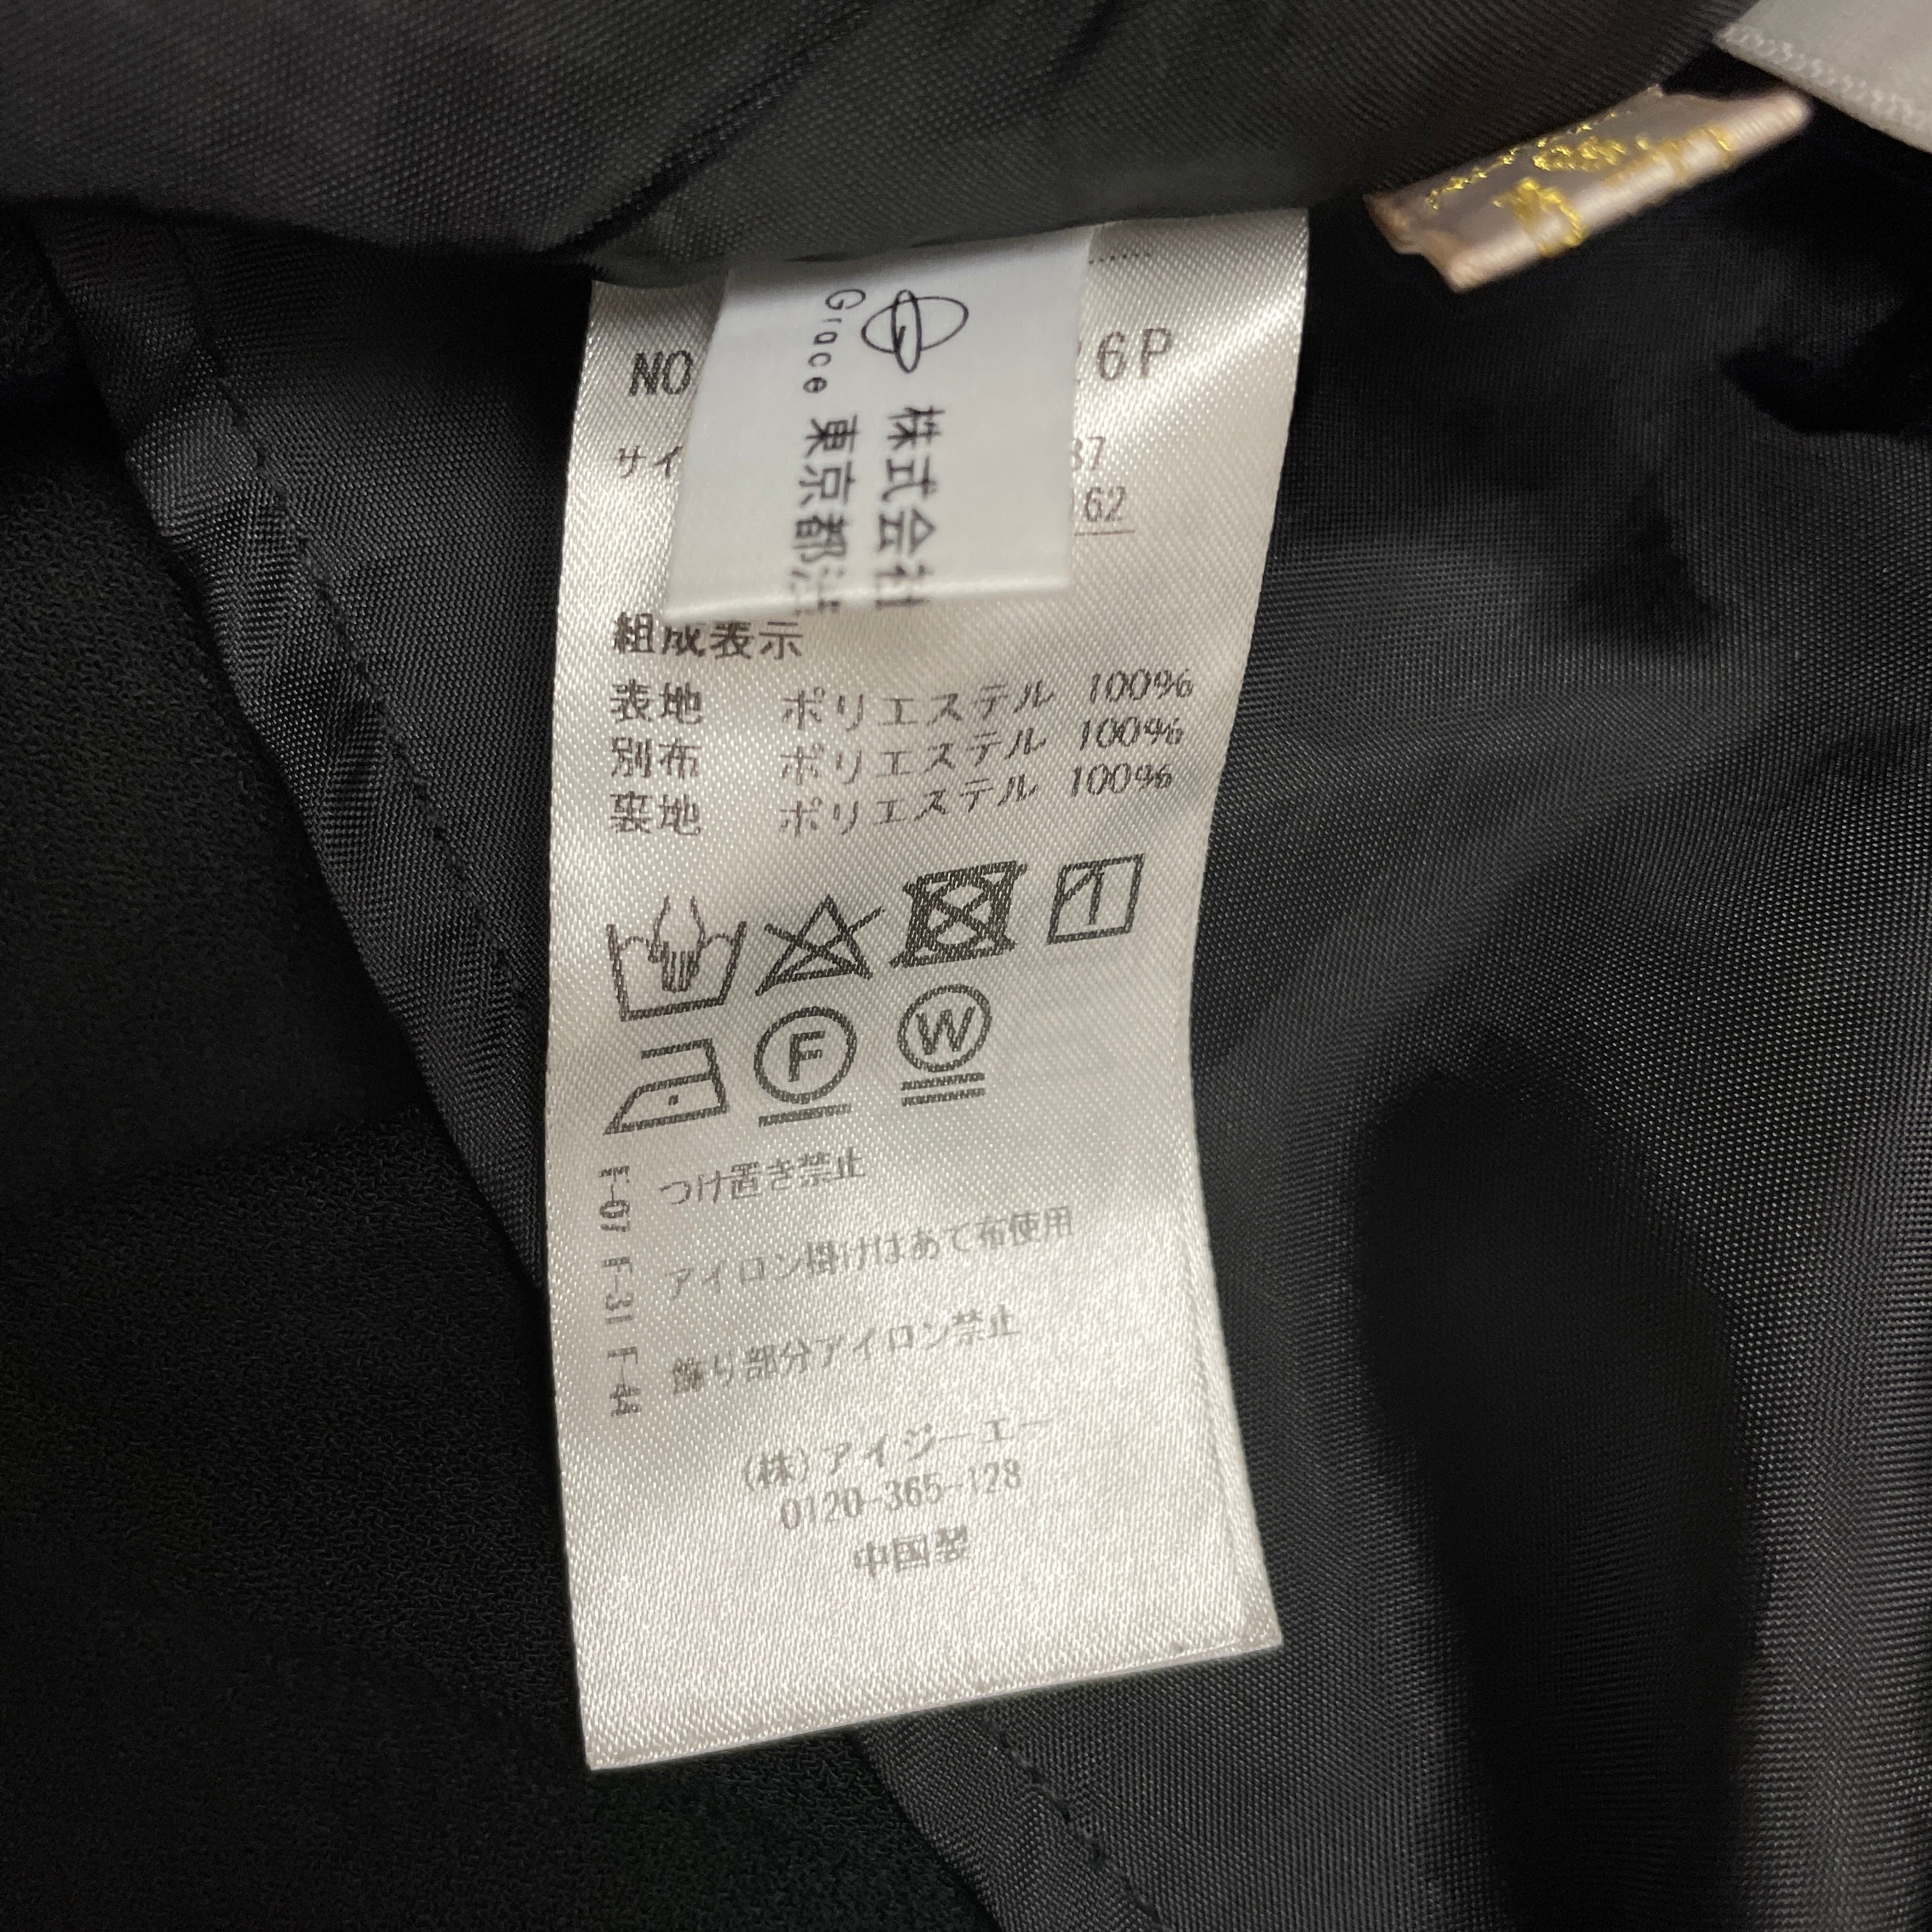 NO
26P
サイ
87
162
Grace
株式会社
東京都
組成表示
表地 ポリエステル 100%
別布 ポリエステル 100%
裏地 ポリエステル 100%
F
W
F-07 F-31 F-44
つけ置き禁止
アイロン掛けはあて布使用
飾り部分アイロン禁止
(株)アイジーエー
0120-365-128
中国製